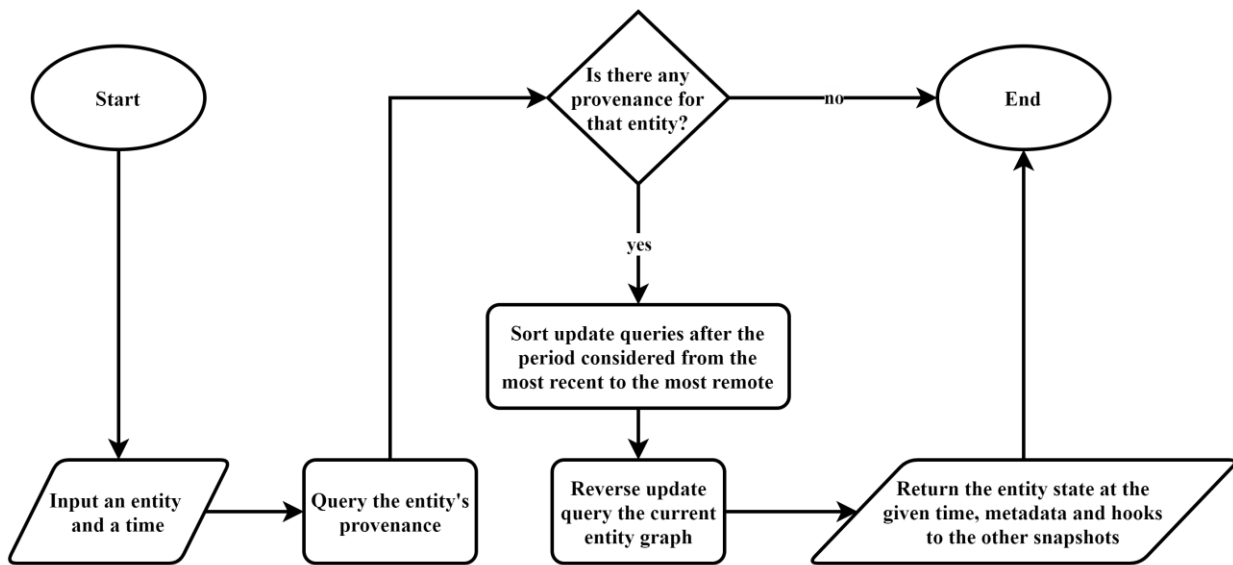 Start
Input an entity
and a time
Query the entity's
provenance
Is there any
provenance for
that entity?
no
End
yes
Sort update queries after the
period considered from the
most recent to the most remote
Reverse update
query the current
entity graph
Return the entity state at the
given time, metadata and hooks
to the other snapshots